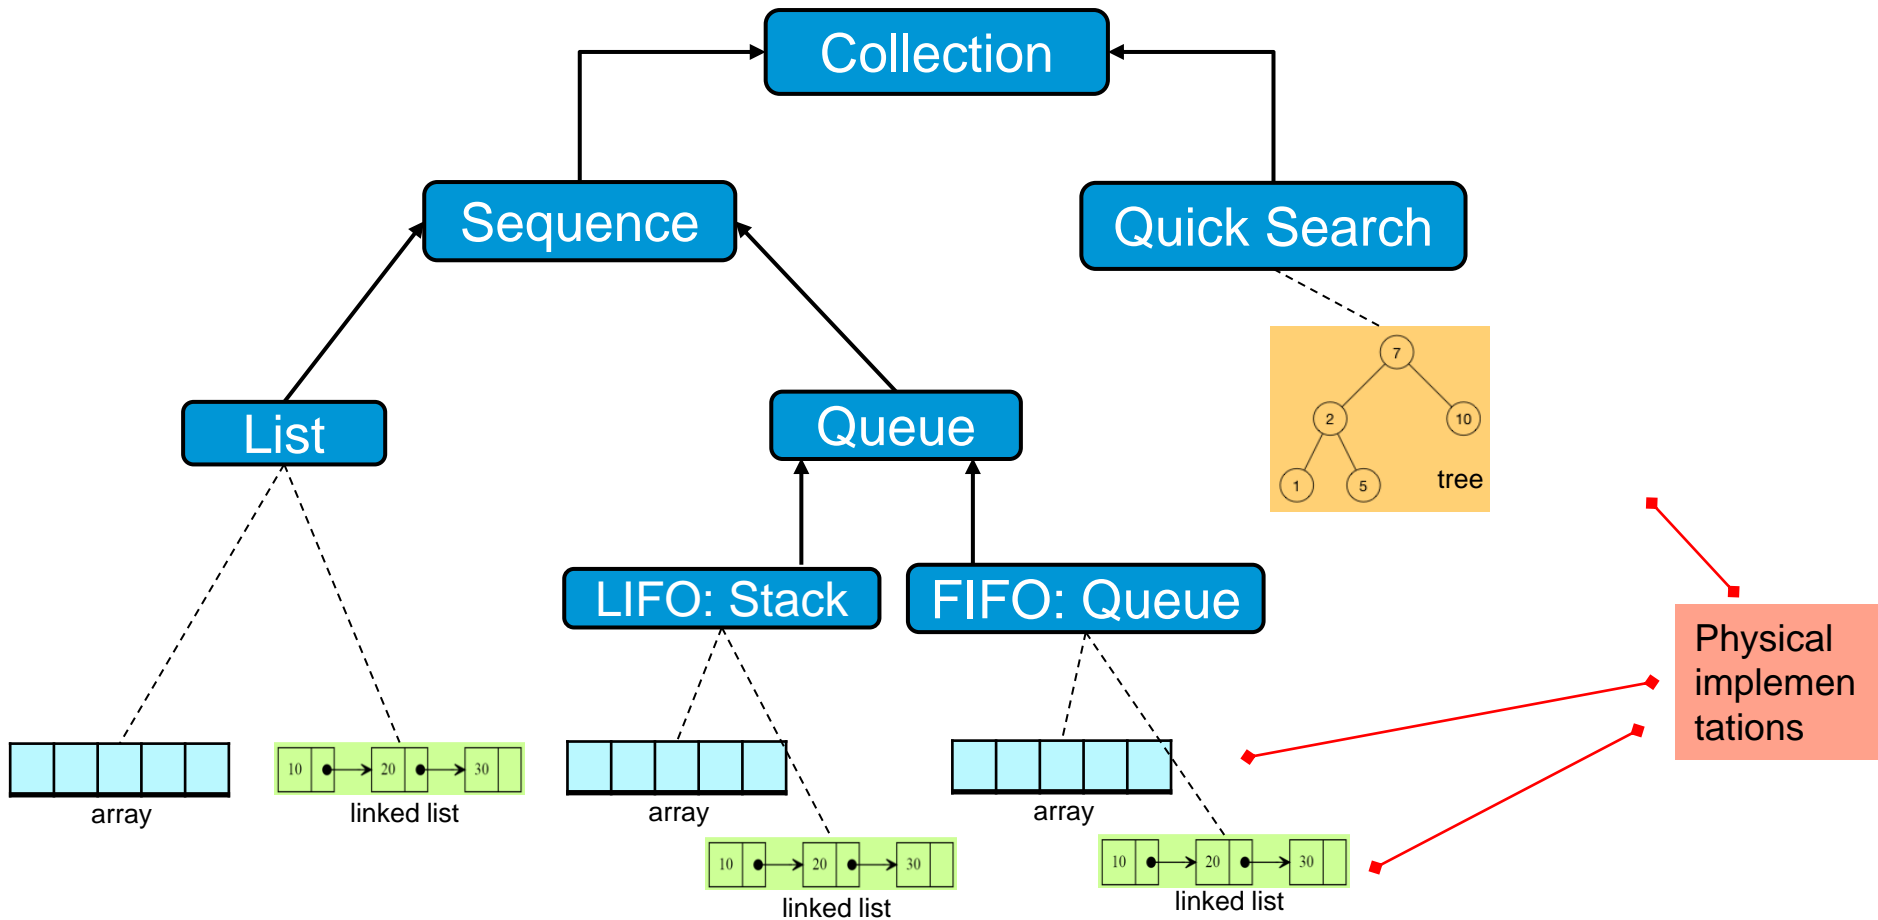 Collection
Sequence
Quick Search
7
2
10
1
5
tree
List
Queue
LIFO: Stack
FIFO: Queue
Physical
implemen
tations
10
20
30
array
linked list
array
array
10
20
30
linked list
10
20
30
linked list